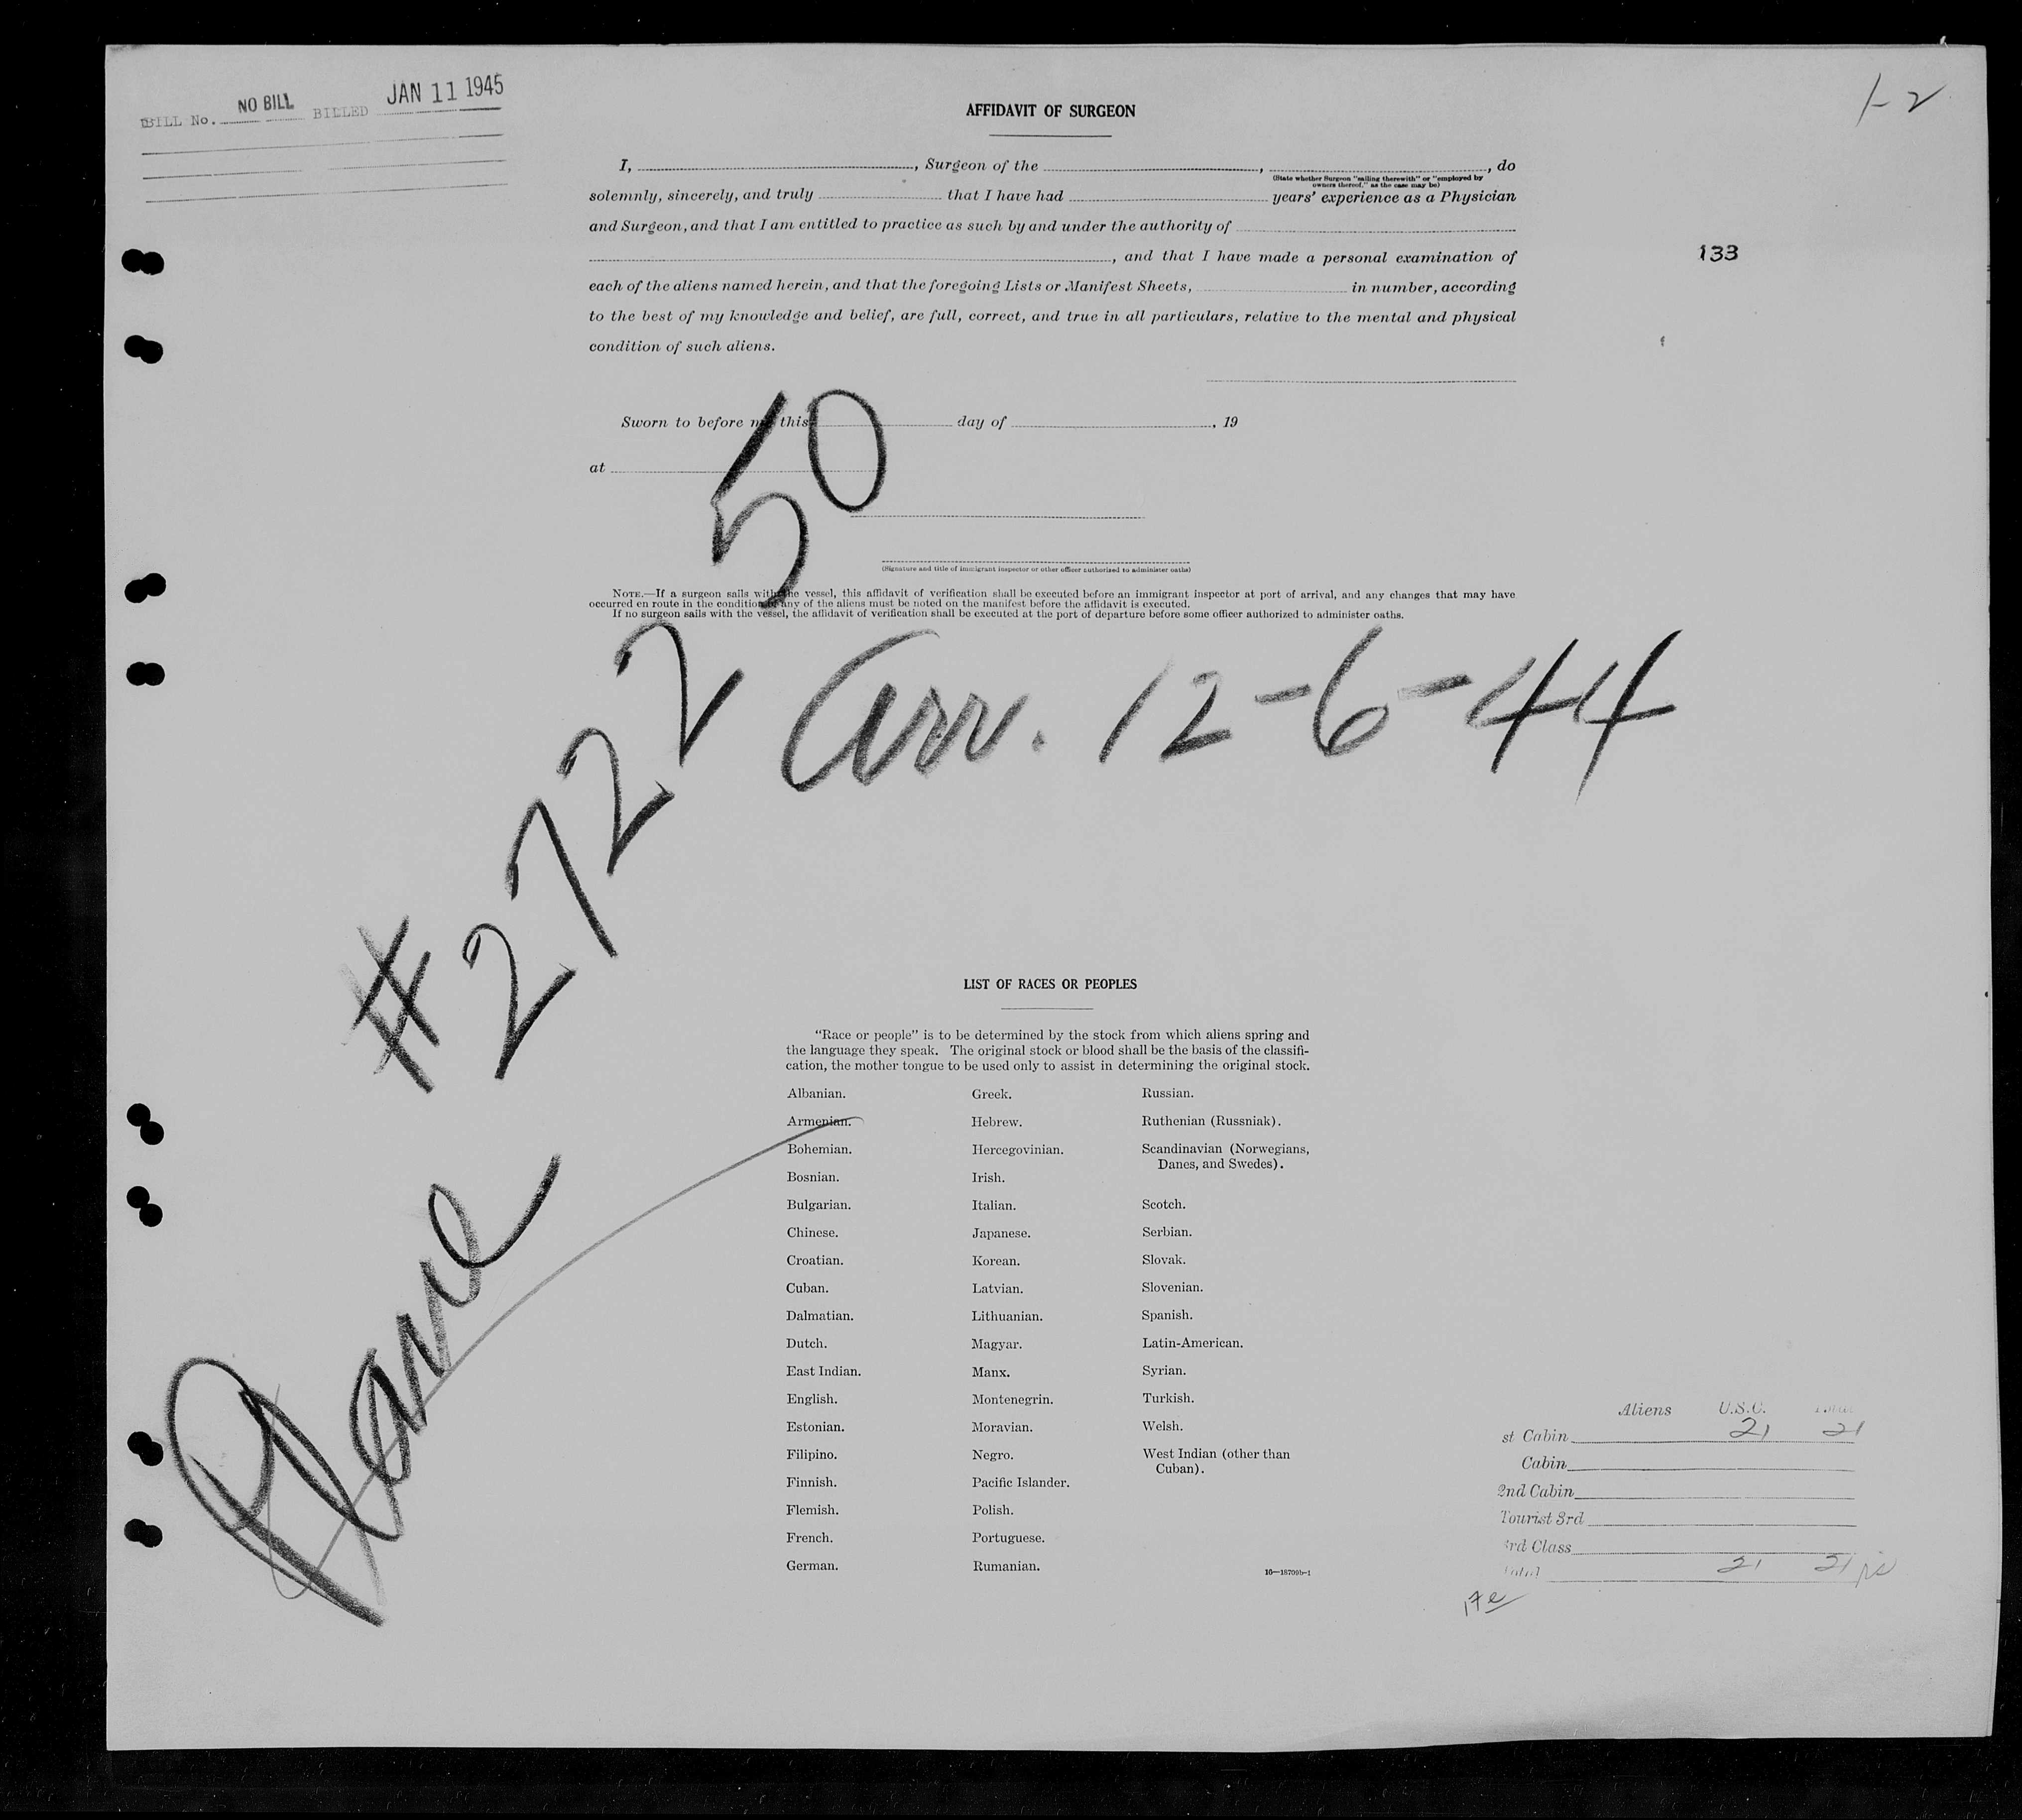 BILL No. NO BILL BILLED JAN 11 1945
1-2
AFFIDAVIT OF SURGEON
I, , Surgeon of the , , do
(State whether Surgeon "sailing therewith" or "employed by
owners thereof," as the case may be)
solemnly, sincerely, and truly that I have had years' experience as a Physician
and Surgeon, and that I am entitled to practice as such by and under the authority of
133
, and that I have made a personal examination of
each of the aliens named herein, and that the foregoing Lists or Manifest Sheets, in number, according
to the best of my knowledge and belief, are full, correct, and true in all particulars, relative to the mental and physical
condition of such aliens.
Sworn to before me this day of , 19
at
(Signature and title of immigrant inspector or other officer authorized to administer oaths)
NOTE.—If a surgeon sails with the vessel, this affidavit of verification shall be executed before an immigrant inspector at port of arrival, and any changes that may have
occurred en route in the condition of any of the aliens must be noted on the manifest before the affidavit is executed.
If no surgeon sails with the vessel, the affidavit of verification shall be executed at the port of departure before some officer authorized to administer oaths.
Plane # 272250
Arr. 12-6-44
LIST OF RACES OR PEOPLES
"Race or people" is to be determined by the stock from which aliens spring and
the language they speak. The original stock or blood shall be the basis of the classifi-
cation, the mother tongue to be used only to assist in determining the original stock.
Albanian.
Armenian.
Bohemian.
Bosnian.
Bulgarian.
Chinese.
Croatian.
Cuban.
Dalmatian.
Dutch.
East Indian.
English.
Estonian.
Filipino.
Finnish.
Flemish.
French.
German.
Greek.
Hebrew.
Hercegovinian.
Irish.
Italian.
Japanese.
Korean.
Latvian.
Lithuanian.
Magyar.
Manx.
Montenegrin.
Moravian.
Negro.
Pacific Islander.
Polish.
Portuguese.
Rumanian.
Russian.
Ruthenian (Russniak).
Scandinavian (Norwegians,
Danes, and Swedes).
Scotch.
Serbian.
Slovak.
Slovenian.
Spanish.
Latin-American.
Syrian.
Turkish.
Welsh.
West Indian (other than
Cuban).
16—18709b-1
Aliens U.S.C. Total
st Cabin 21 21
Cabin
2nd Cabin
Tourist 3rd
3rd Class
Total 21 21